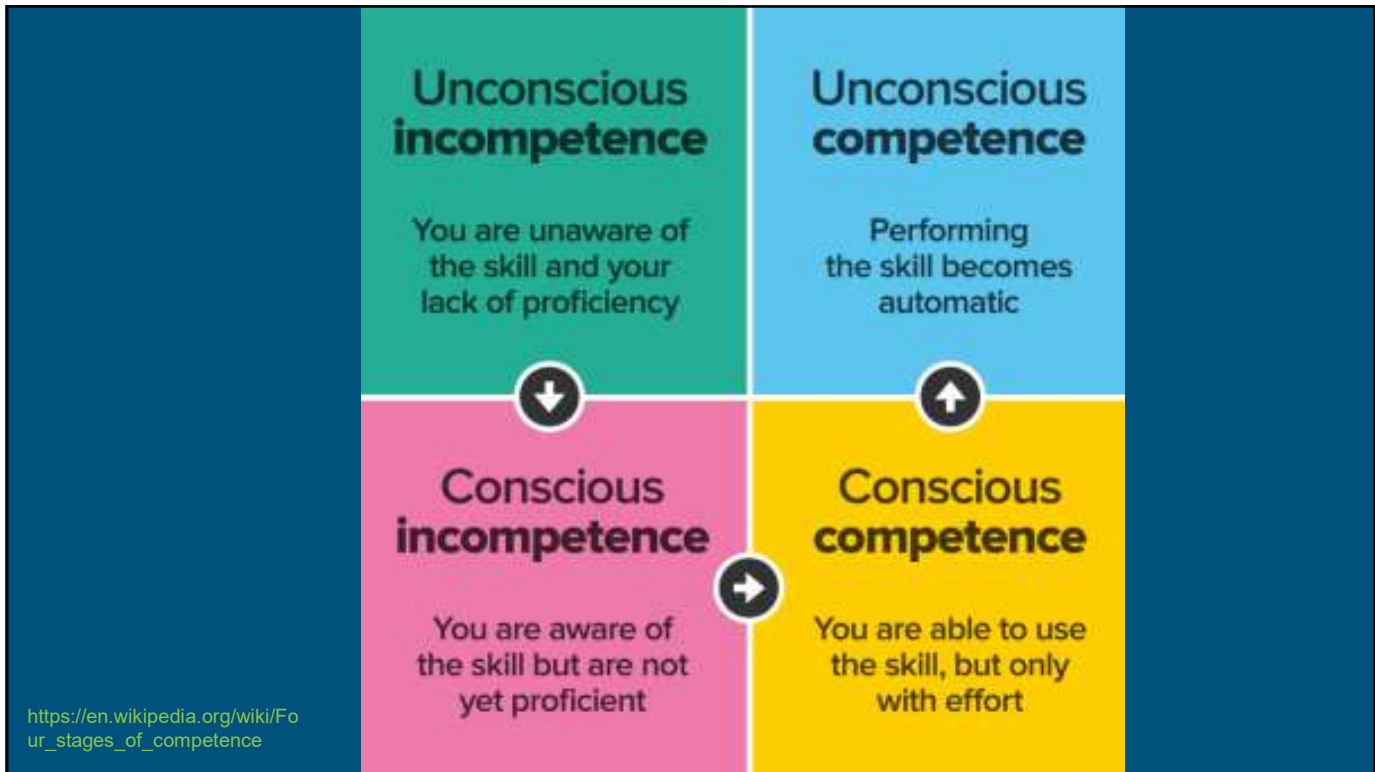 Unconscious
incompetence
You are unaware of
the skill and your
lack of proficiency
Unconscious
competence
Performing
the skill becomes
automatic
Conscious
incompetence
You are aware of
the skill but are not
yet proficient
Conscious
competence
You are able to use
the skill, but only
with effort
https://en.wikipedia.org/wiki/Fo
ur_stages_of_competence